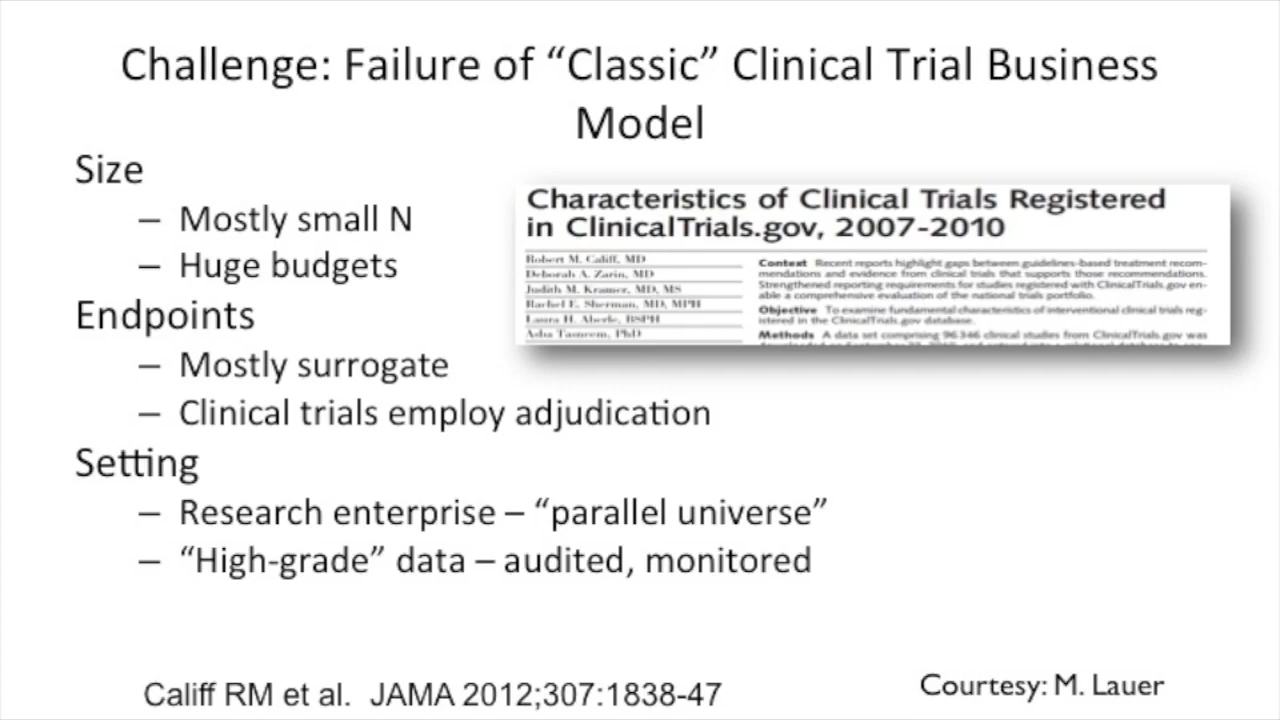 Challenge: Failure of “Classic” Clinical Trial Business
Model
Size
– Mostly small N
– Huge budgets
Endpoints
– Mostly surrogate
– Clinical trials employ adjudication
Setting
– Research enterprise – “parallel universe”
– “High-grade” data – audited, monitored
Characteristics of Clinical Trials Registered
in ClinicalTrials.gov, 2007-2010
Robert M. Califf, MD
Deborah A. Zarin, MD
Judith M. Kramer, MD, MS
Rachel E. Sherman, MD, MPH
Laura H. Aberle, BSPH
Asba Tasneem, PhD
Context Recent reports highlight gaps between guidelines-based treatment recom-
mendations and evidence from clinical trials that supports those recommendations.
Strengthened reporting requirements for studies registered with ClinicalTrials.gov en-
able a comprehensive evaluation of the national trials portfolio.
Objective To examine fundamental characteristics of interventional clinical trials reg-
istered in the ClinicalTrials.gov database.
Methods A data set comprising 96 346 clinical studies from ClinicalTrials.gov was
Califf RM et al. JAMA 2012;307:1838-47
Courtesy: M. Lauer